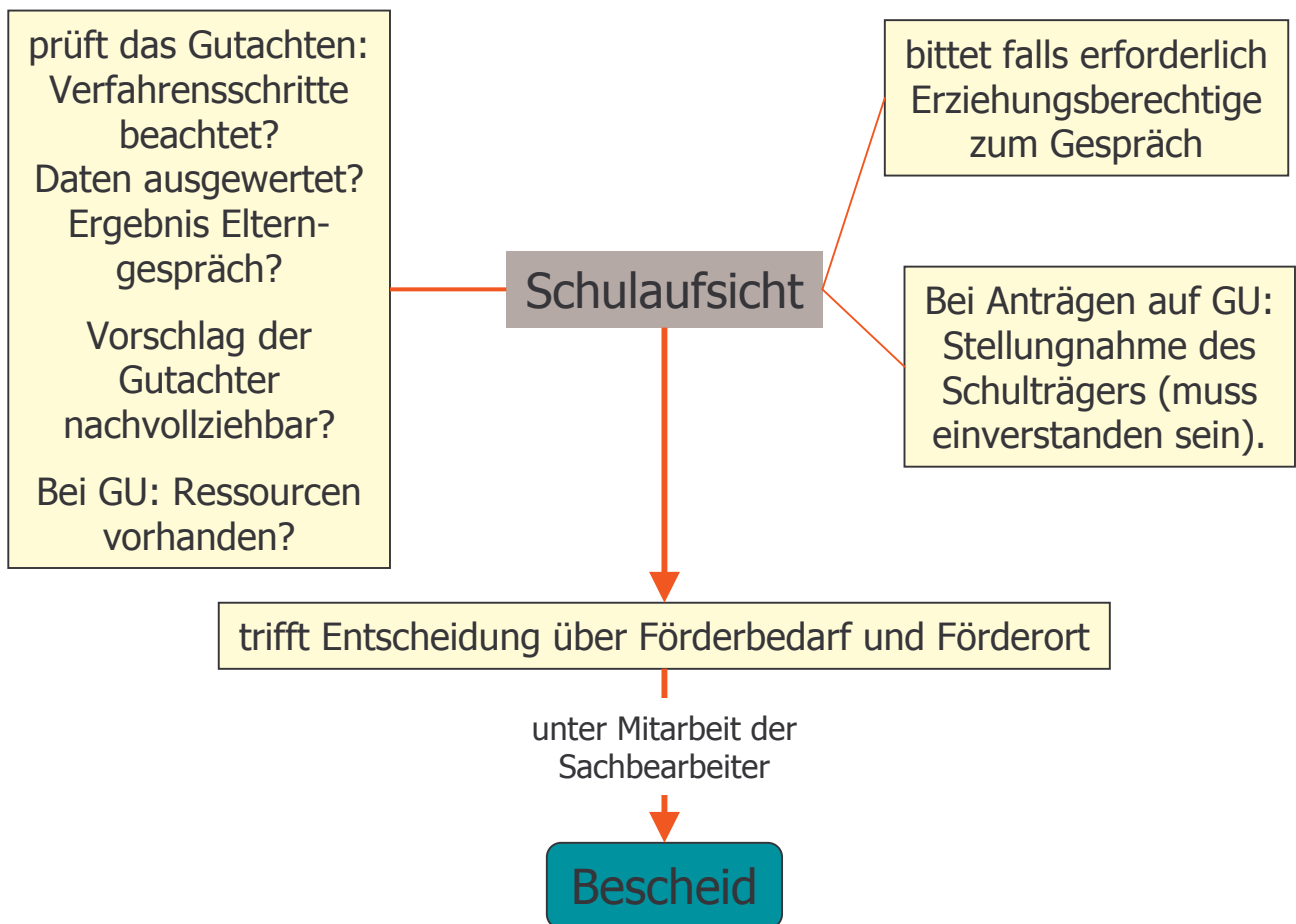 prüft das Gutachten:
Verfahrensschritte
beachtet?
Daten ausgewertet?
Ergebnis Eltern-
gespräch?
Vorschlag der
Gutachter
nachvollziehbar?
Bei GU: Ressourcen
vorhanden?
bittet falls erforderlich
Erziehungsberechtige
zum Gespräch
Schulaufsicht
Bei Anträgen auf GU:
Stellungnahme des
Schulträgers (muss
einverstanden sein).
trifft Entscheidung über Förderbedarf und Förderort
unter Mitarbeit der
Sachbearbeiter
Bescheid